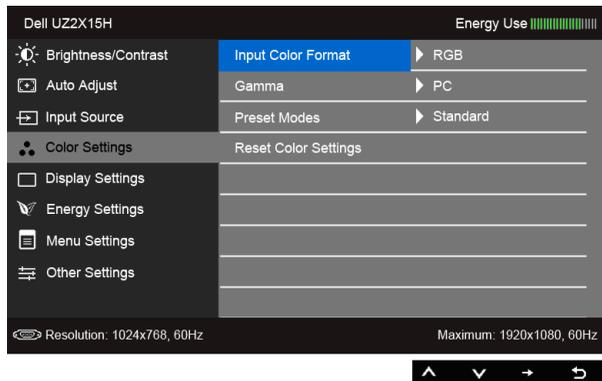 Dell UZ2X15H Energy Use
Brightness/Contrast Input Color Format RGB
Auto Adjust Gamma PC
Input Source Preset Modes Standard
Color Settings Reset Color Settings
Display Settings
Energy Settings
Menu Settings
Other Settings
Resolution: 1024x768, 60Hz Maximum: 1920x1080, 60Hz